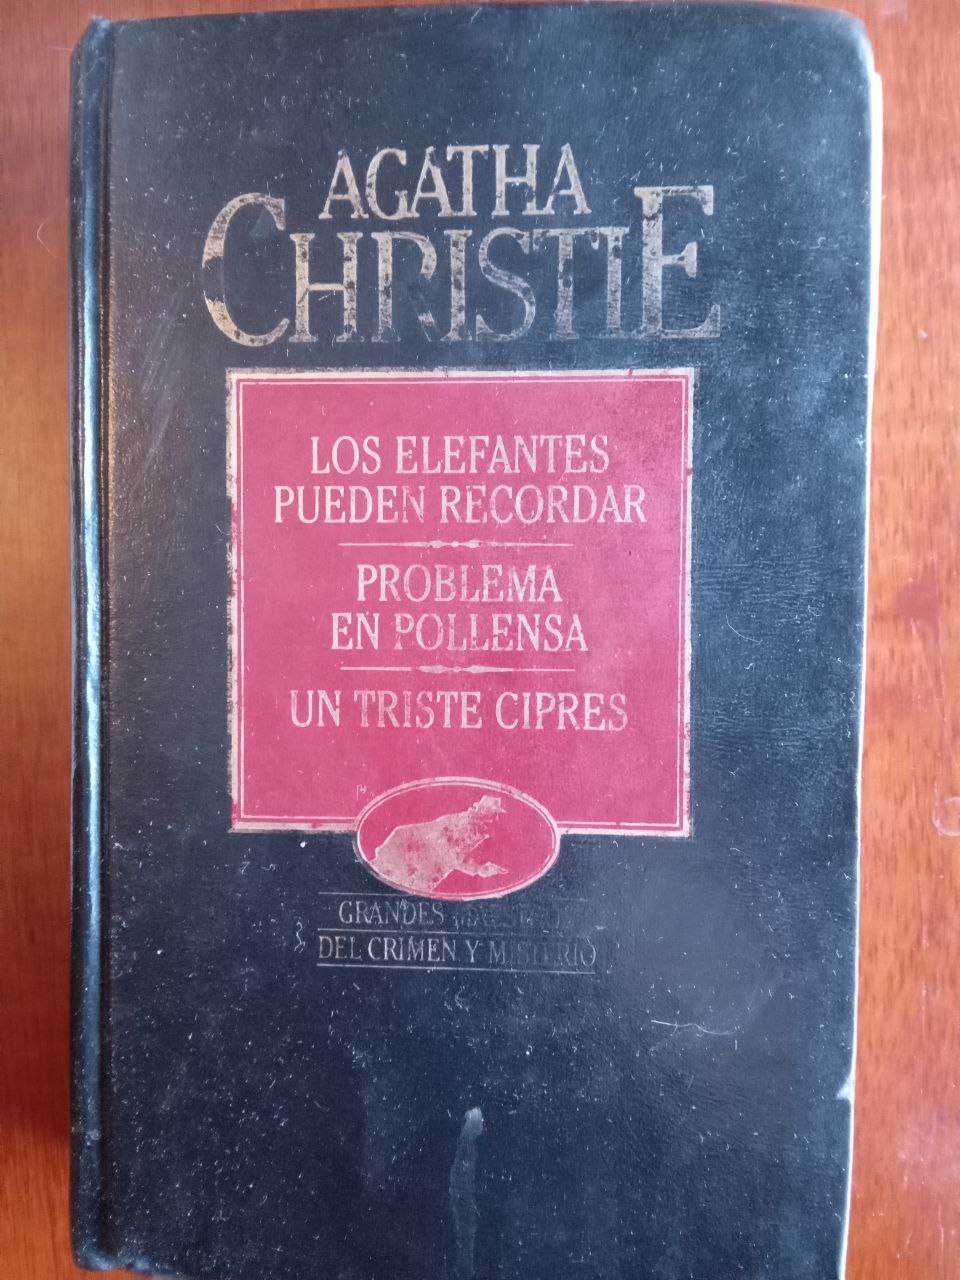 AGATHA
CHRISTIE
LOS ELEFANTES
PUEDEN RECORDAR
PROBLEMA
EN POLLENSA
UN TRISTE CIPRES
GRANDES
DEL CRIMEN Y MISTERIO